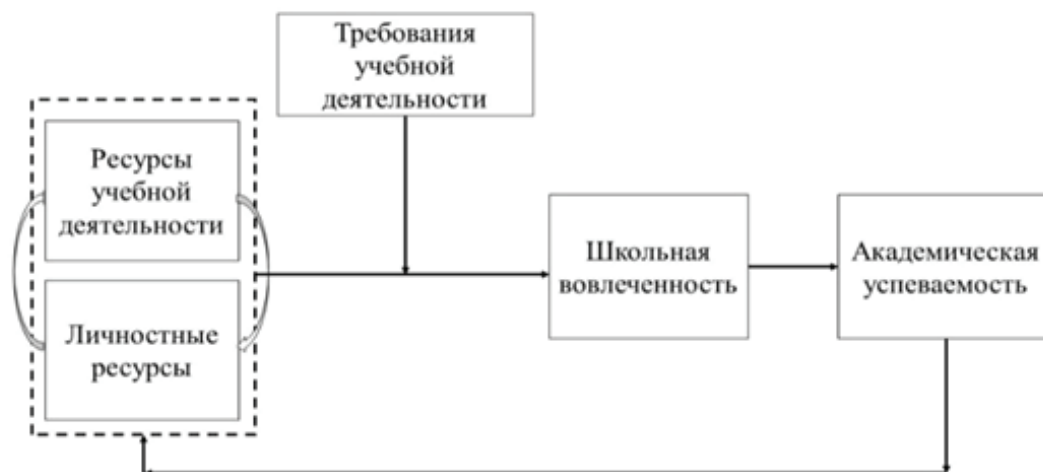 Требования
учебной
деятельности
Ресурсы
учебной
деятельности
Личностные
ресурсы
Школьная
вовлеченность
Академическая
успеваемость